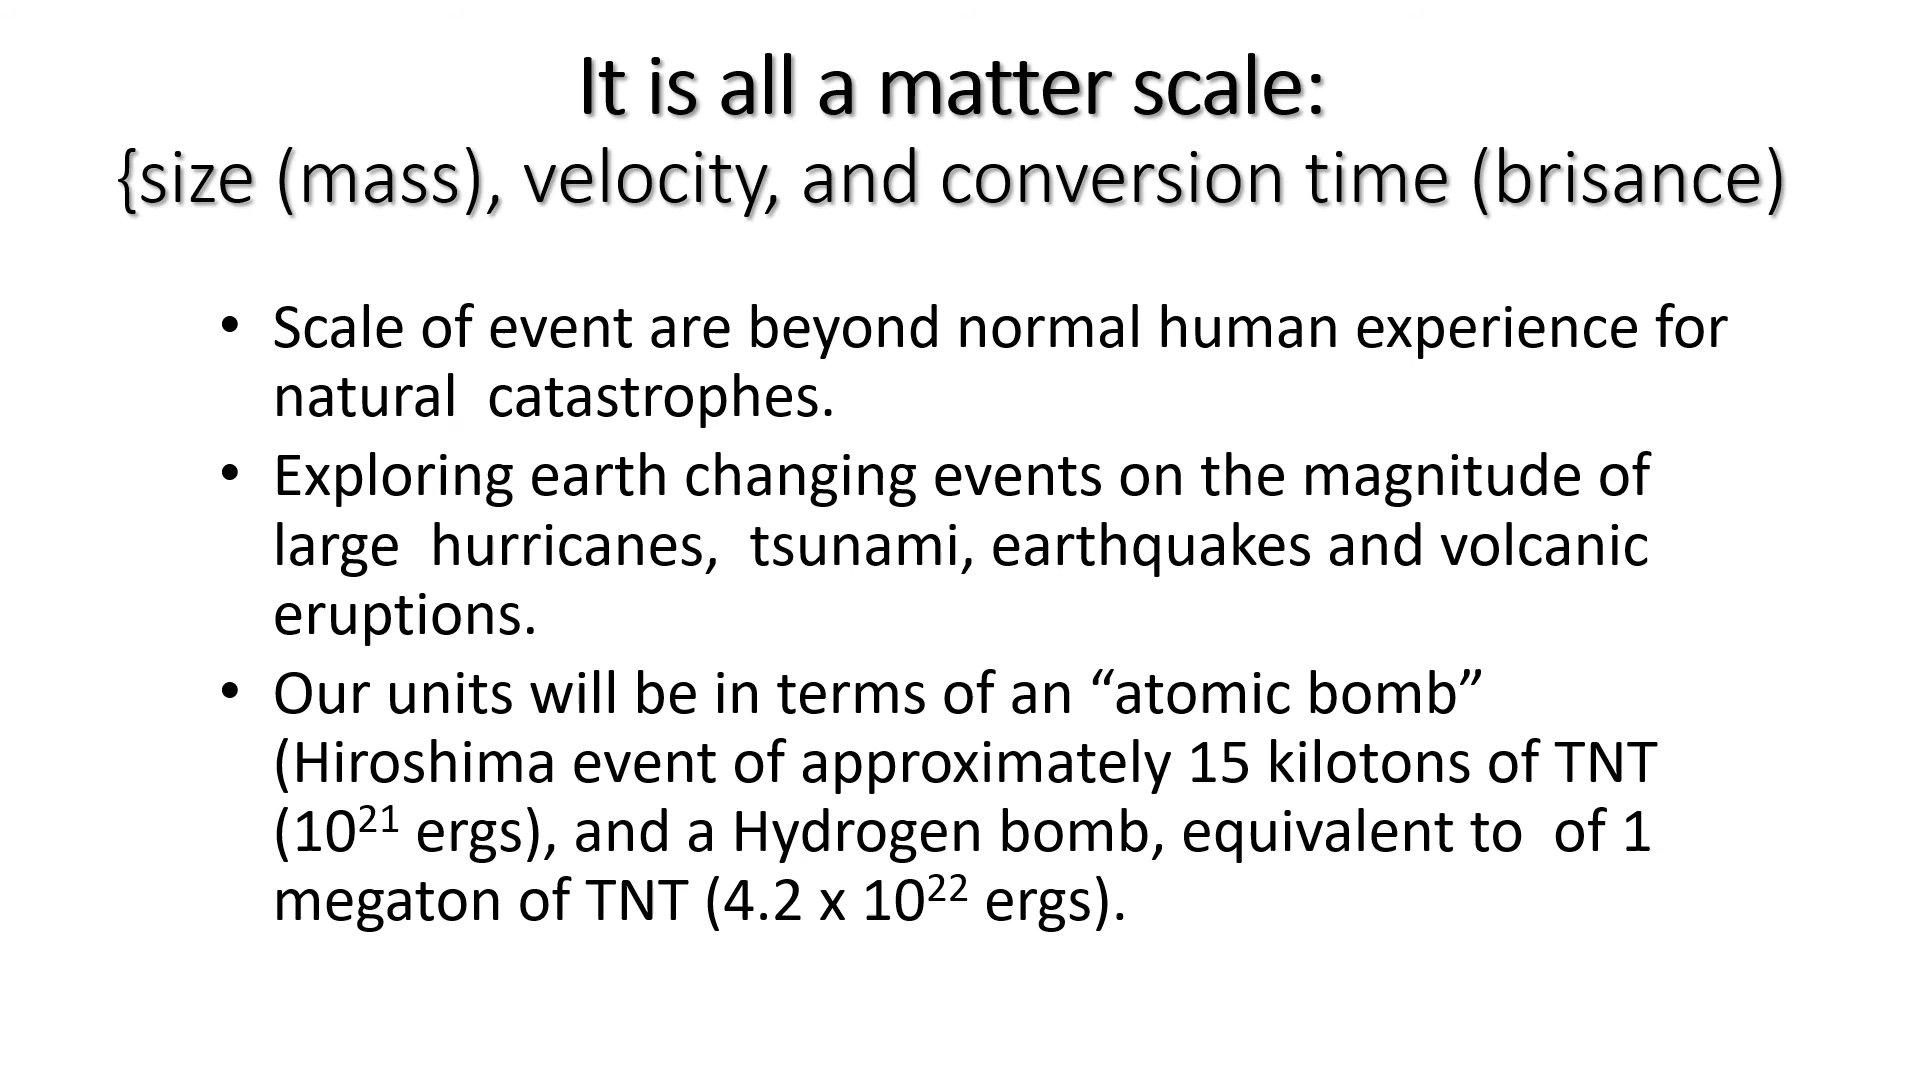 It is all a matter scale:
{size (mass), velocity, and conversion time (brisance)
• Scale of event are beyond normal human experience for
natural  catastrophes.
• Exploring earth changing events on the magnitude of
large  hurricanes,  tsunami, earthquakes and volcanic
eruptions.
• Our units will be in terms of an “atomic bomb”
(Hiroshima event of approximately 15 kilotons of TNT
(10²¹ ergs), and a Hydrogen bomb, equivalent to  of 1
megaton of TNT (4.2 x 10²² ergs).